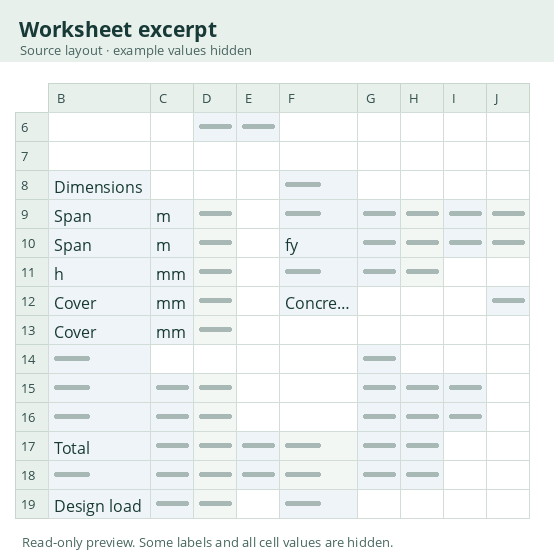 Worksheet excerpt
Source layout · example values hidden
B C D E F G H I J
6
7
8 Dimensions
9 Span m
10 Span m fy
11 h mm
12 Cover mm Concre...
13 Cover mm
14
15
16
17 Total
18
19 Design load
Read-only preview. Some labels and all cell values are hidden.